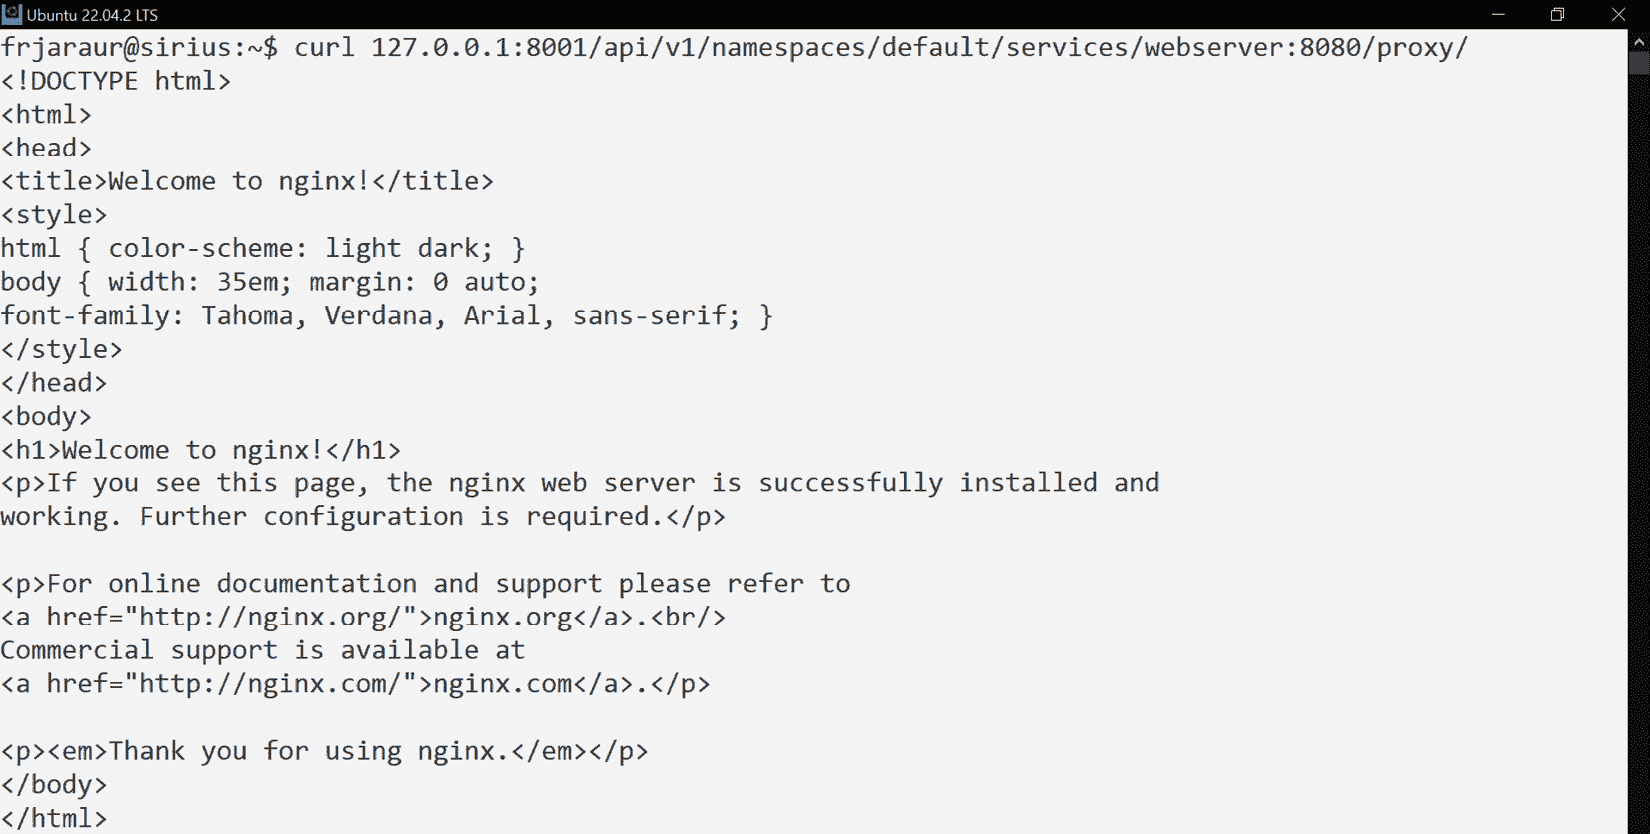 Ubuntu 22.04.2 LTS
frjaraur@sirius:~$ curl 127.0.0.1:8001/api/v1/namespaces/default/services/webserver:8080/proxy/
<!DOCTYPE html>
<html>
<head>
<title>Welcome to nginx!</title>
<style>
html { color-scheme: light dark; }
body { width: 35em; margin: 0 auto;
font-family: Tahoma, Verdana, Arial, sans-serif; }
</style>
</head>
<body>
<h1>Welcome to nginx!</h1>
<p>If you see this page, the nginx web server is successfully installed and
working. Further configuration is required.</p>

<p>For online documentation and support please refer to
<a href="http://nginx.org/">nginx.org</a>.<br/>
Commercial support is available at
<a href="http://nginx.com/">nginx.com</a>.</p>

<p><em>Thank you for using nginx.</em></p>
</body>
</html>